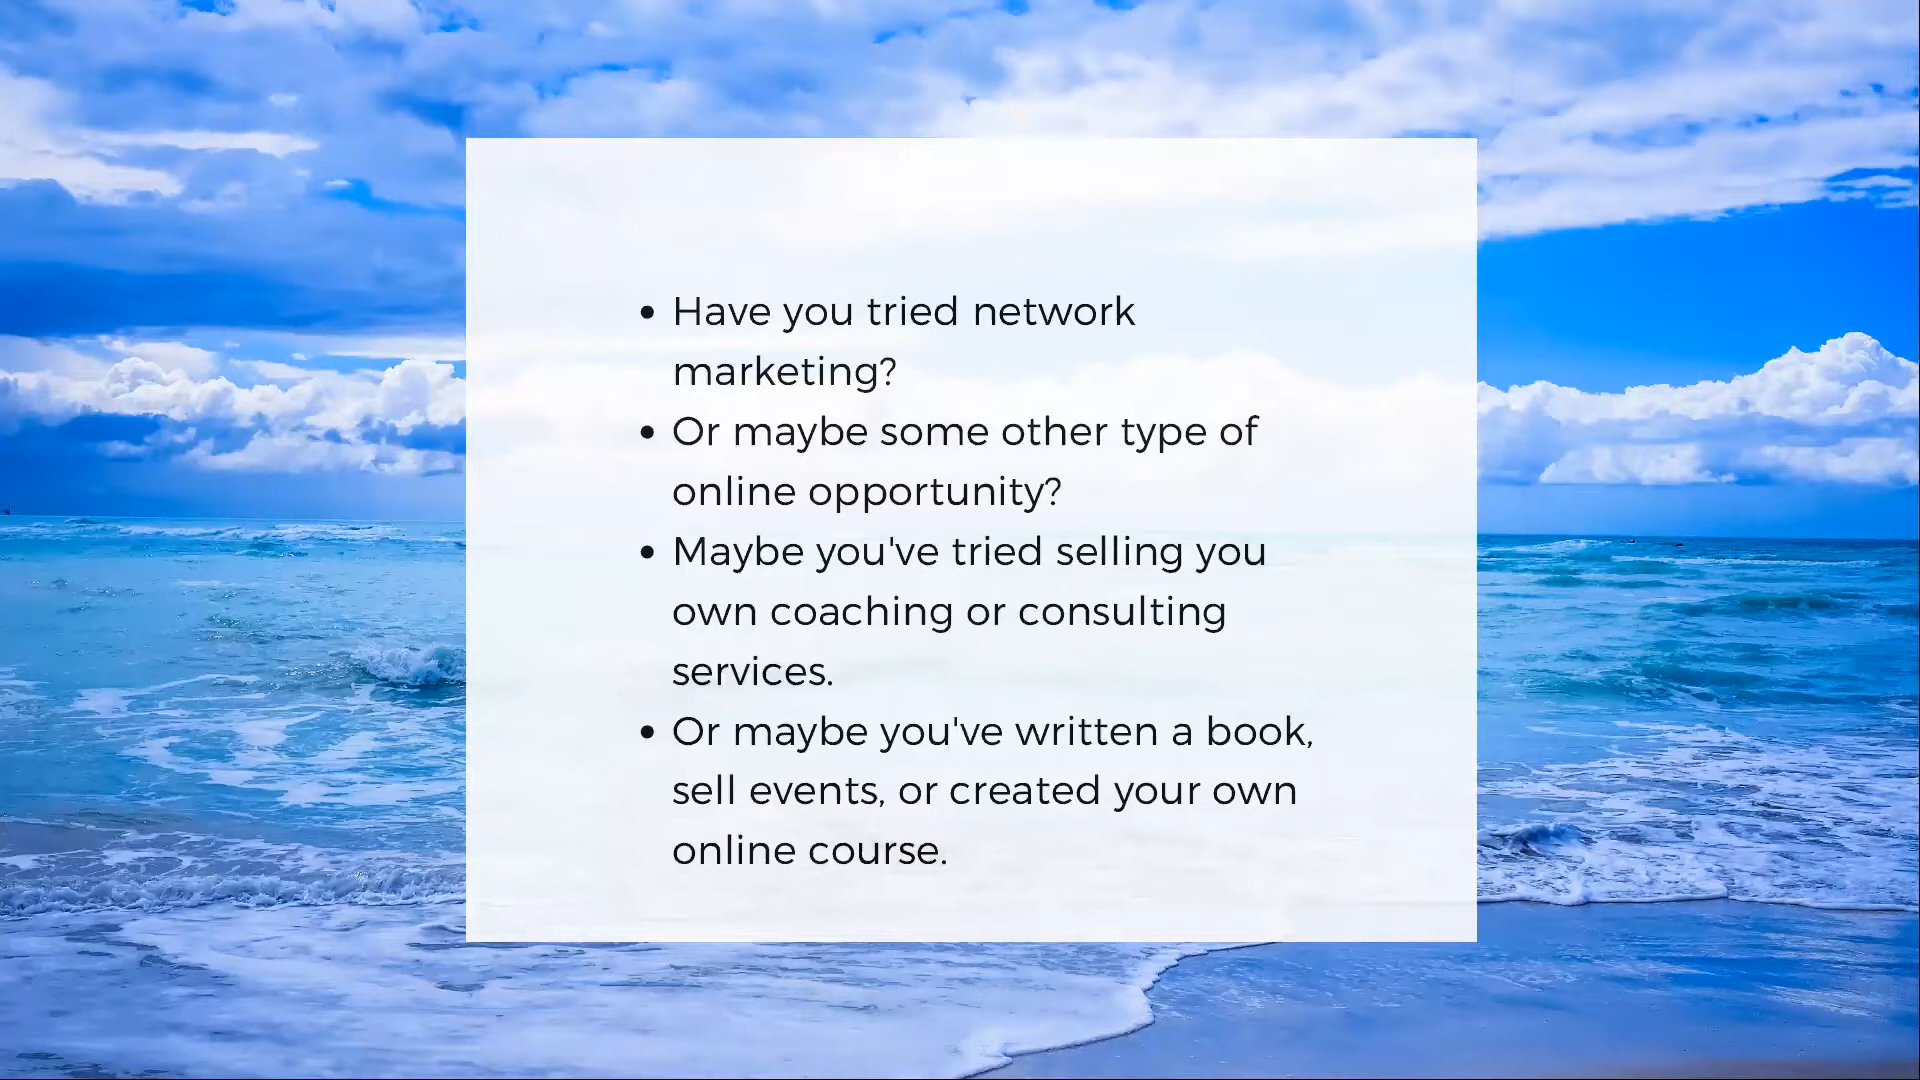 • Have you tried network
marketing?
• Or maybe some other type of
online opportunity?
• Maybe you've tried selling you
own coaching or consulting
services.
• Or maybe you've written a book,
sell events, or created your own
online course.